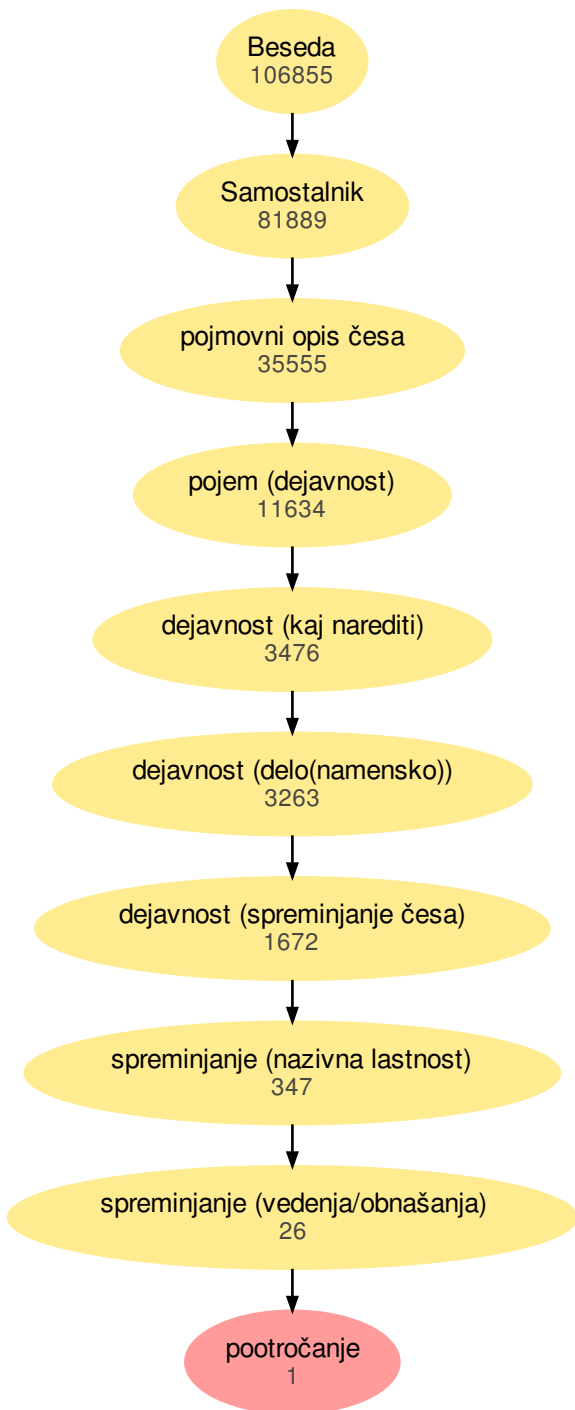 Beseda
106855
Samostalnik
81889
pojmovni opis česa
35555
pojem (dejavnost)
11634
dejavnost (kaj narediti)
3476
dejavnost (delo(namensko))
3263
dejavnost (spreminjanje česa)
1672
spreminjanje (nazivna lastnost)
347
spreminjanje (vedenja/obnašanja)
26
pootročanje
1